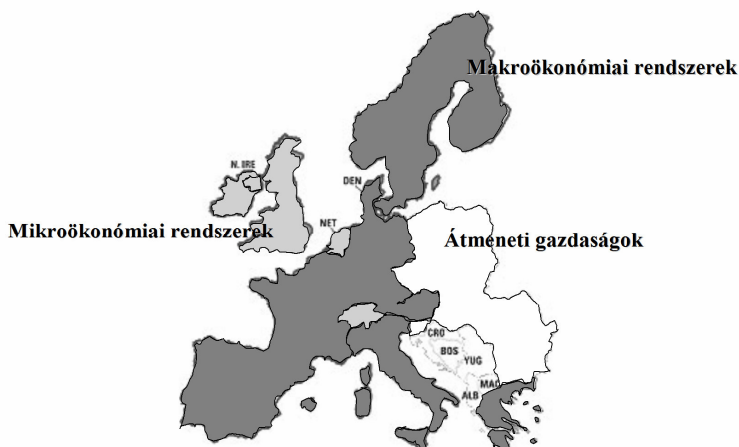 Makroökonómiai rendszerek
N. IRE
DEN
NET
Mikroökonómiai rendszerek
Átmeneti gazdaságok
CRO
BOS
YUG
MAC
ALB